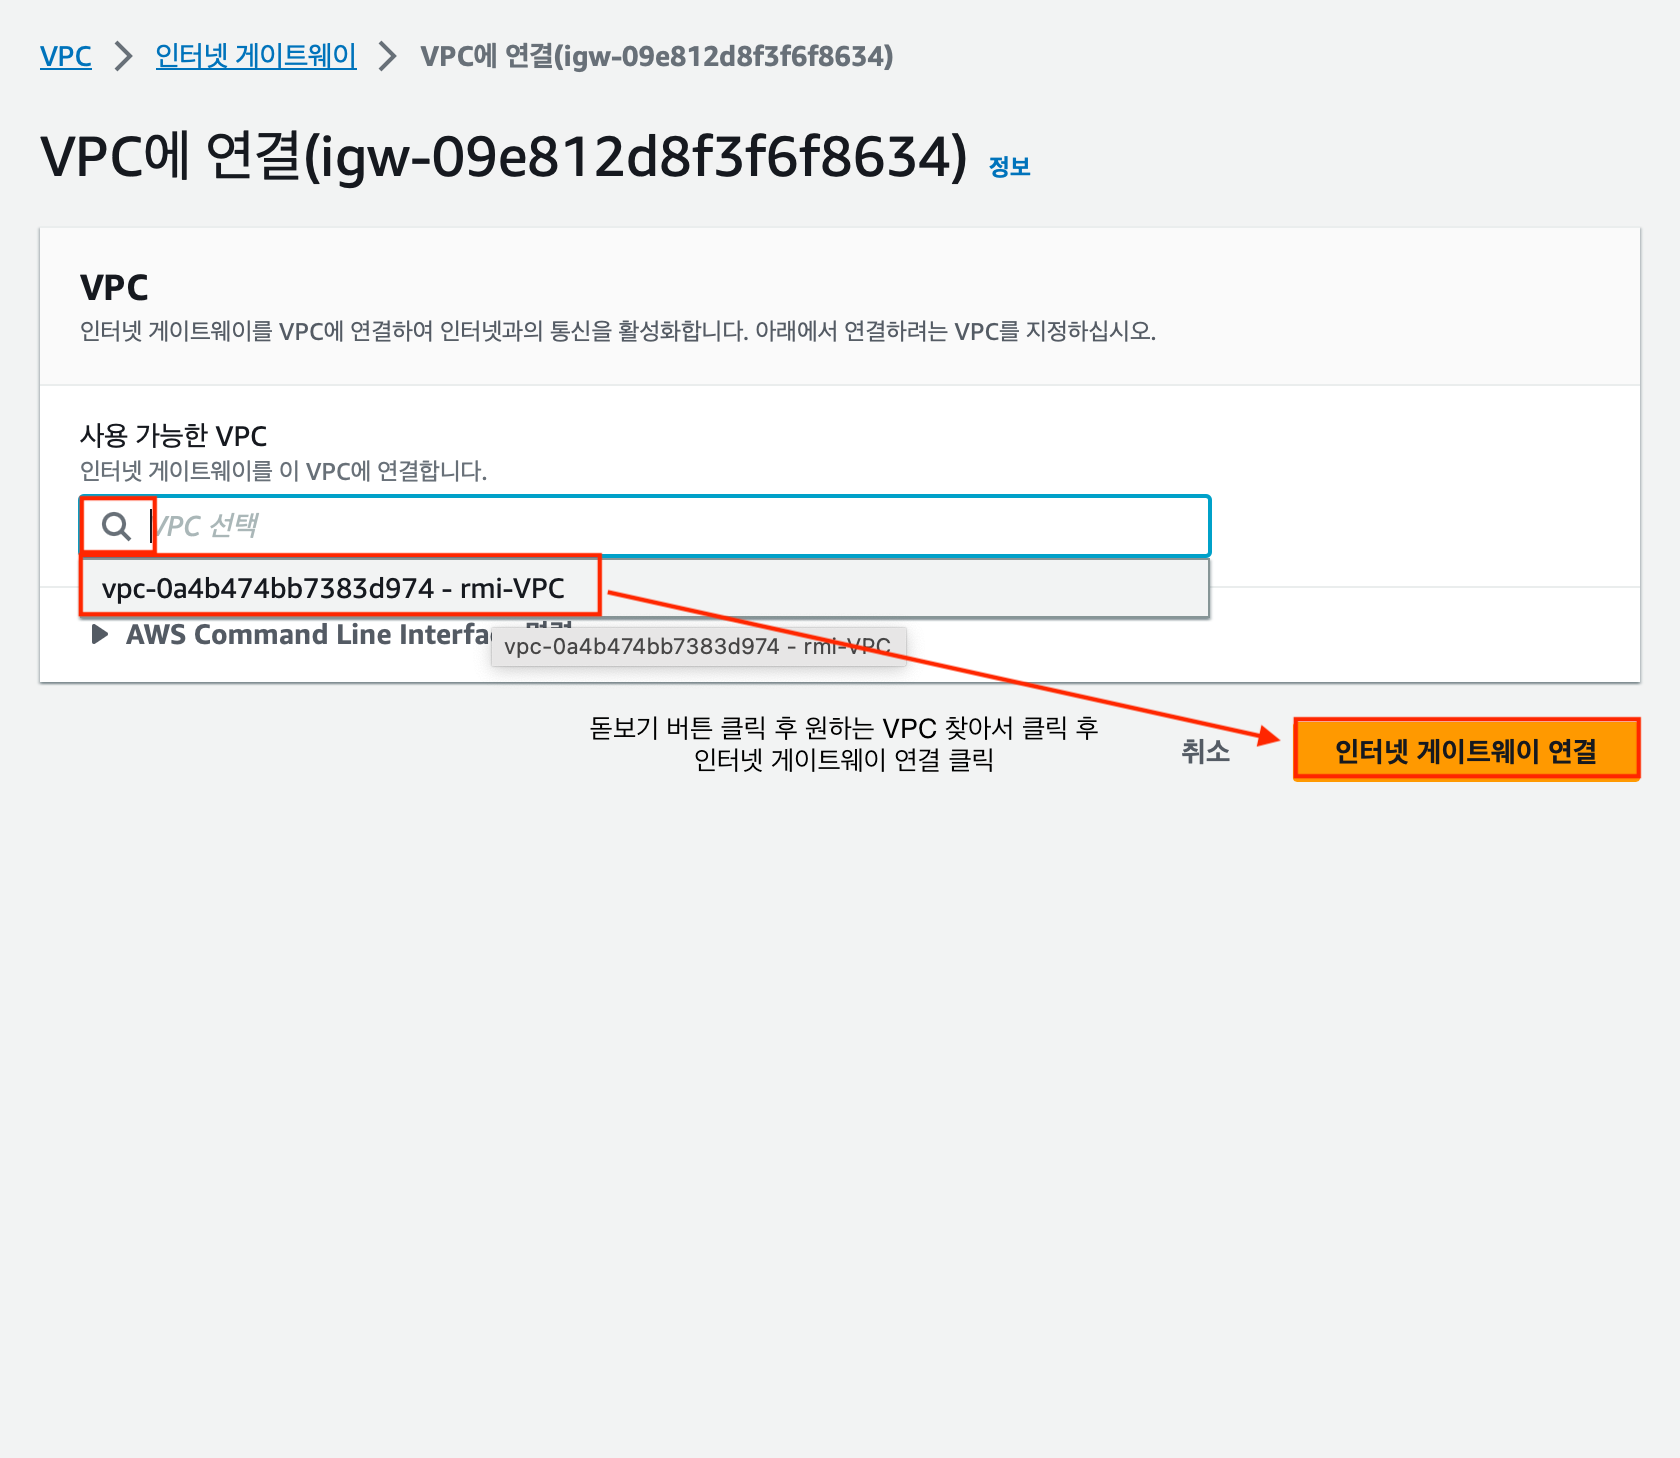 VPC > 인터넷 게이트웨이 > VPC에 연결(igw-09e812d8f3f6f8634)
VPC에 연결(igw-09e812d8f3f6f8634) 정보
VPC
인터넷 게이트웨이를 VPC에 연결하여 인터넷과의 통신을 활성화합니다. 아래에서 연결하려는 VPC를 지정하십시오.
사용 가능한 VPC
인터넷 게이트웨이를 이 VPC에 연결합니다.
VPC 선택
vpc-0a4b474bb7383d974 - rmi-VPC
AWS Command Line Interface 명령
vpc-0a4b474bb7383d974 - rmi-VPC
돋보기 버튼 클릭 후 원하는 VPC 찾아서 클릭 후
인터넷 게이트웨이 연결 클릭
취소
인터넷 게이트웨이 연결